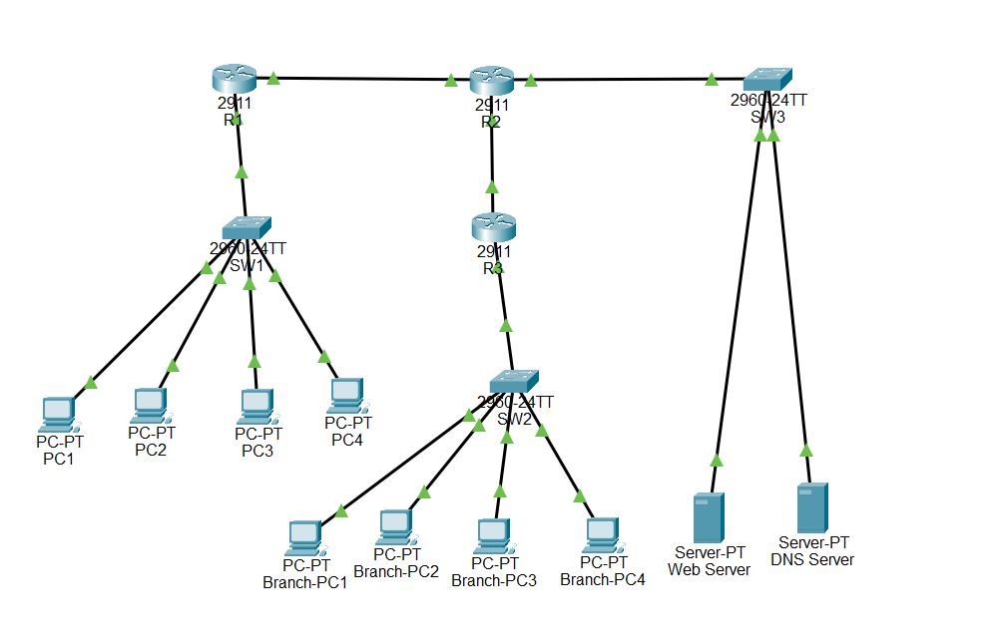 2911
R1
2911
R2
2960-24TT
SW3
2960-24TT
SW1
2911
R3
2960-24TT
SW2
PC-PT
PC1
PC-PT
PC2
PC-PT
PC3
PC-PT
PC4
PC-PT
Branch-PC1
PC-PT
Branch-PC2
PC-PT
Branch-PC3
PC-PT
Branch-PC4
Server-PT
Web Server
Server-PT
DNS Server